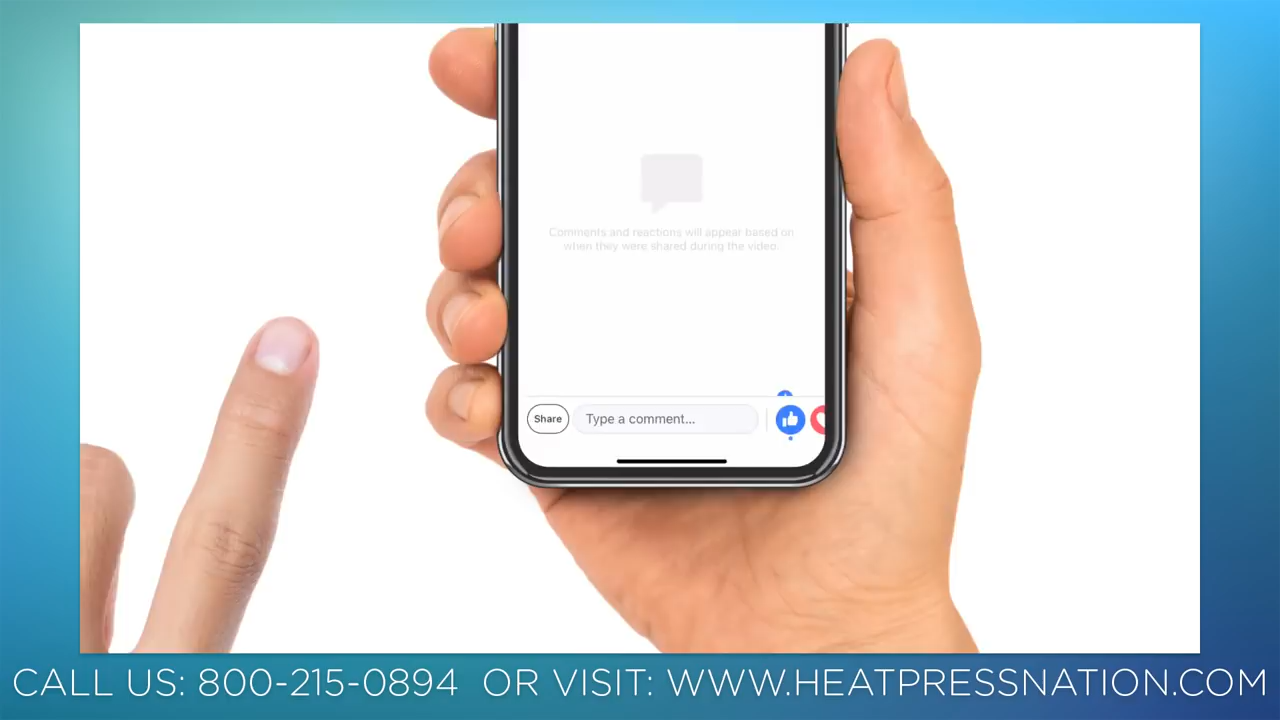 Comments and reactions will appear based on
when they were shared during the video.
Share
Type a comment...
CALL US: 800-215-0894 OR VISIT: WWW.HEATPRESSNATION.COM